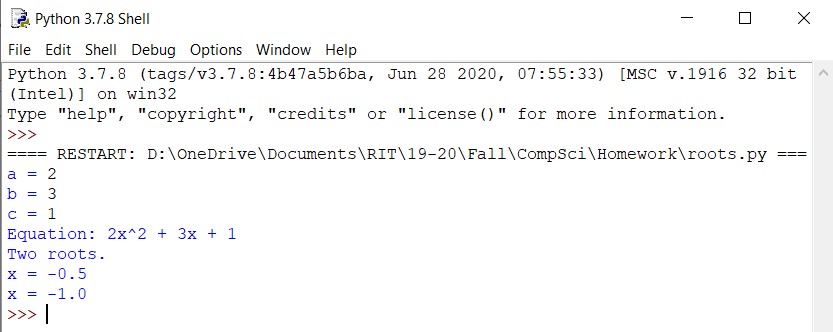 Python 3.7.8 Shell
File Edit Shell Debug Options Window Help
Python 3.7.8 (tags/v3.7.8:4b47a5b6ba, Jun 28 2020, 07:55:33) [MSC v.1916 32 bit
(Intel)] on win32
Type "help", "copyright", "credits" or "license()" for more information.
>>>
==== RESTART: D:\OneDrive\Documents\RIT\19-20\Fall\CompSci\Homework\roots.py ===
a = 2
b = 3
c = 1
Equation: 2x^2 + 3x + 1
Two roots.
x = -0.5
x = -1.0
>>>